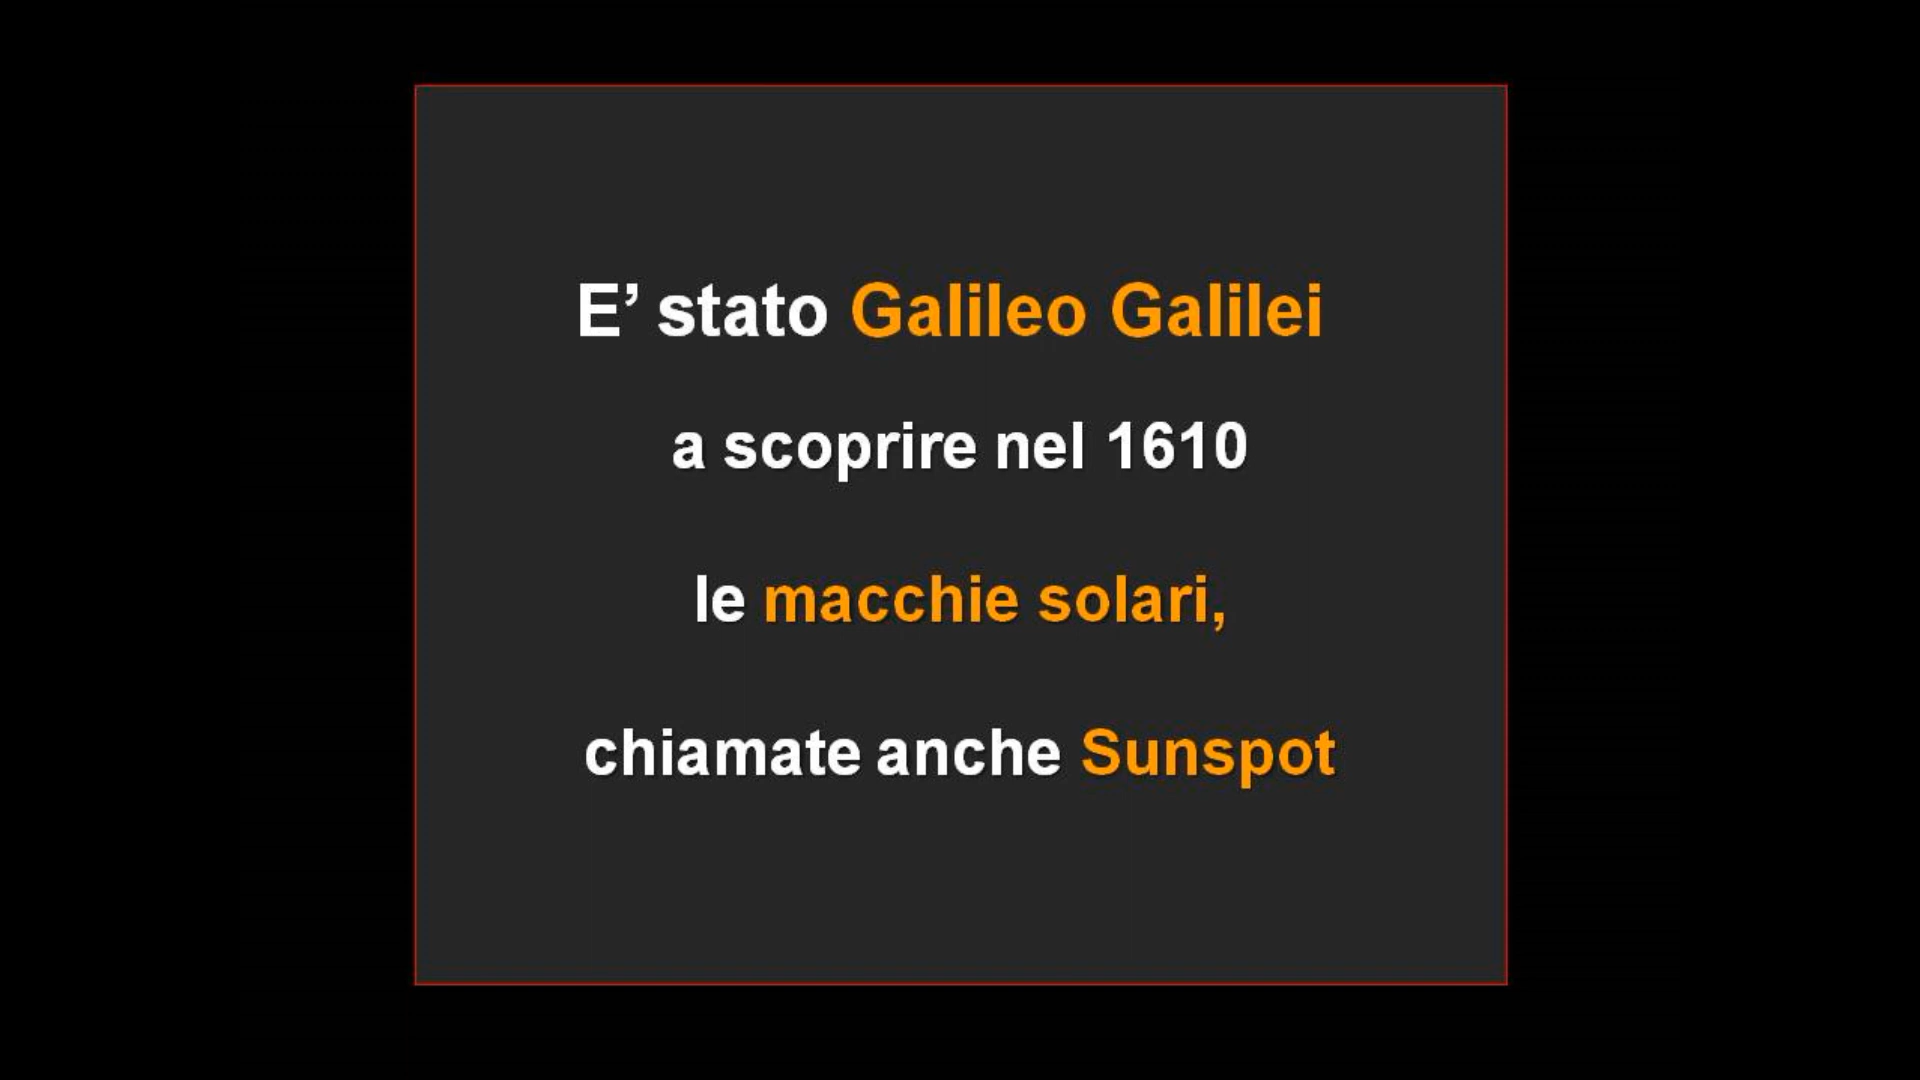 E’ stato Galileo Galilei
a scoprire nel 1610
le macchie solari,
chiamate anche Sunspot